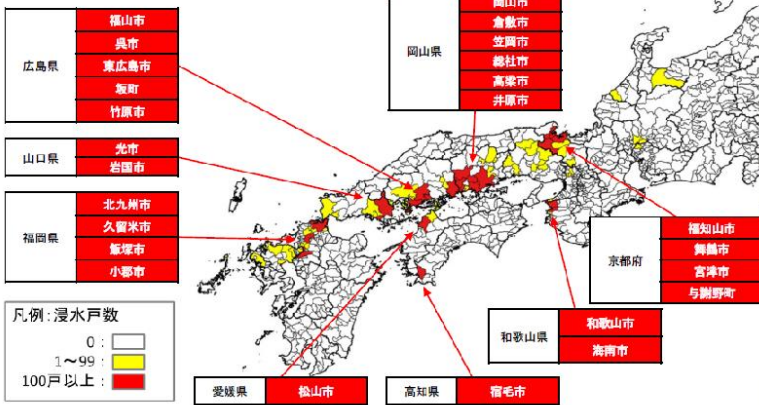 広島県
福山市
呉市
東広島市
坂町
竹原市
岡山県
岡山市
倉敷市
笠岡市
総社市
高梁市
井原市
山口県
光市
岩国市
福岡県
北九州市
久留米市
飯塚市
小郡市
京都府
福知山市
舞鶴市
宮津市
与謝野町
和歌山県
和歌山市
海南市
凡例:浸水戸数
0:
1~99:
100戸以上:
愛媛県
松山市
高知県
宿毛市